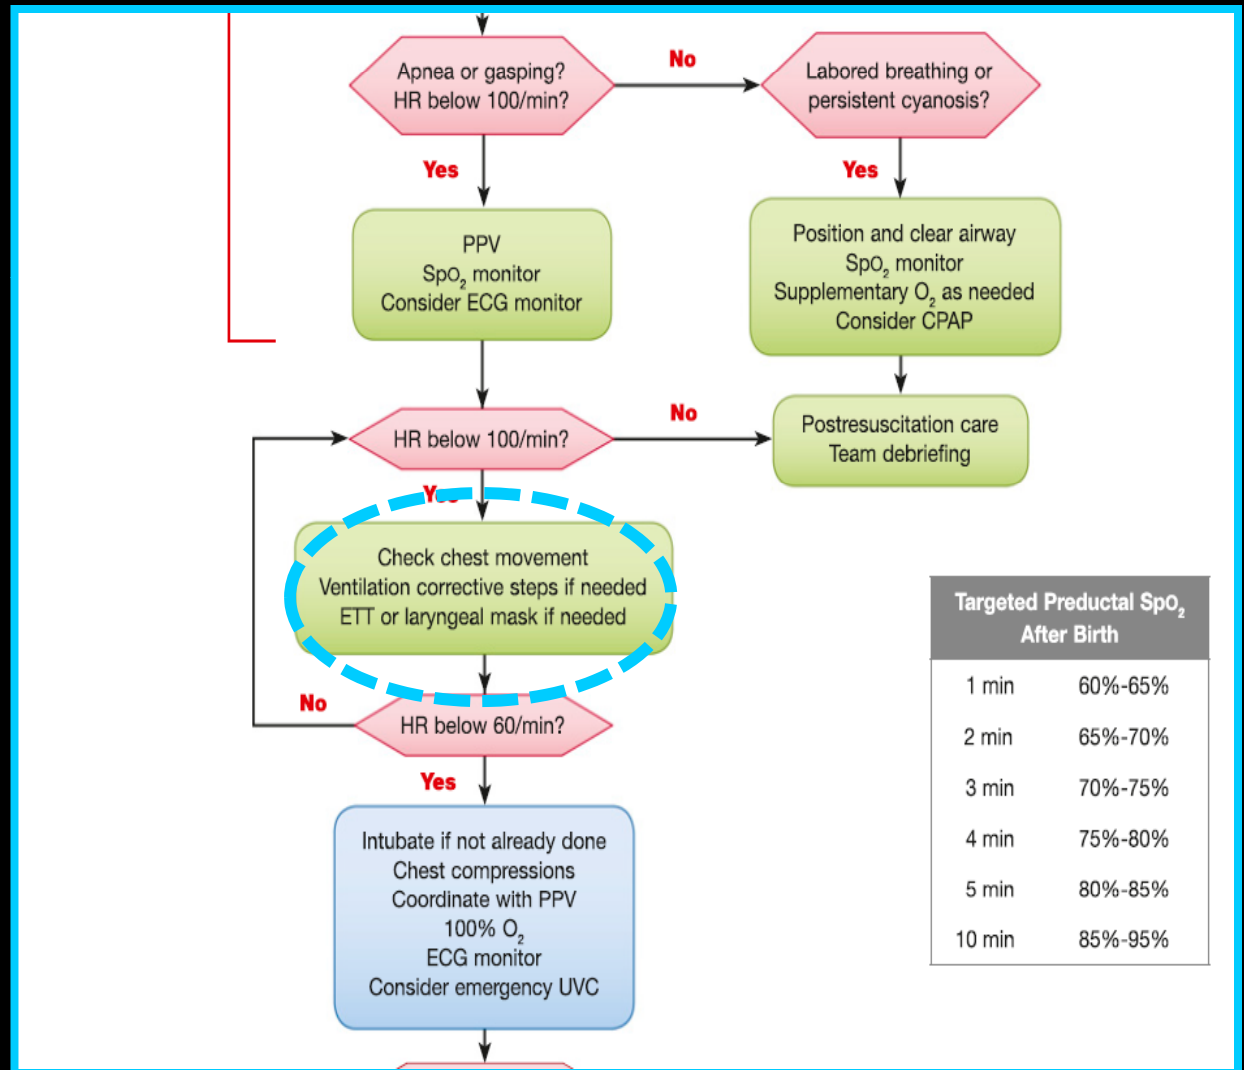 Apnea or gasping?
HR below 100/min?
No
Labored breathing or
persistent cyanosis?
Yes
Yes
PPV
SpO₂ monitor
Consider ECG monitor
Position and clear airway
SpO₂ monitor
Supplementary O₂ as needed
Consider CPAP
HR below 100/min?
No
Postresuscitation care
Team debriefing
Yes
Check chest movement
Ventilation corrective steps if needed
ETT or laryngeal mask if needed
No
HR below 60/min?
Yes
Intubate if not already done
Chest compressions
Coordinate with PPV
100% O₂
ECG monitor
Consider emergency UVC
Targeted Preductal SpO₂
After Birth
1 min 60%-65%
2 min 65%-70%
3 min 70%-75%
4 min 75%-80%
5 min 80%-85%
10 min 85%-95%